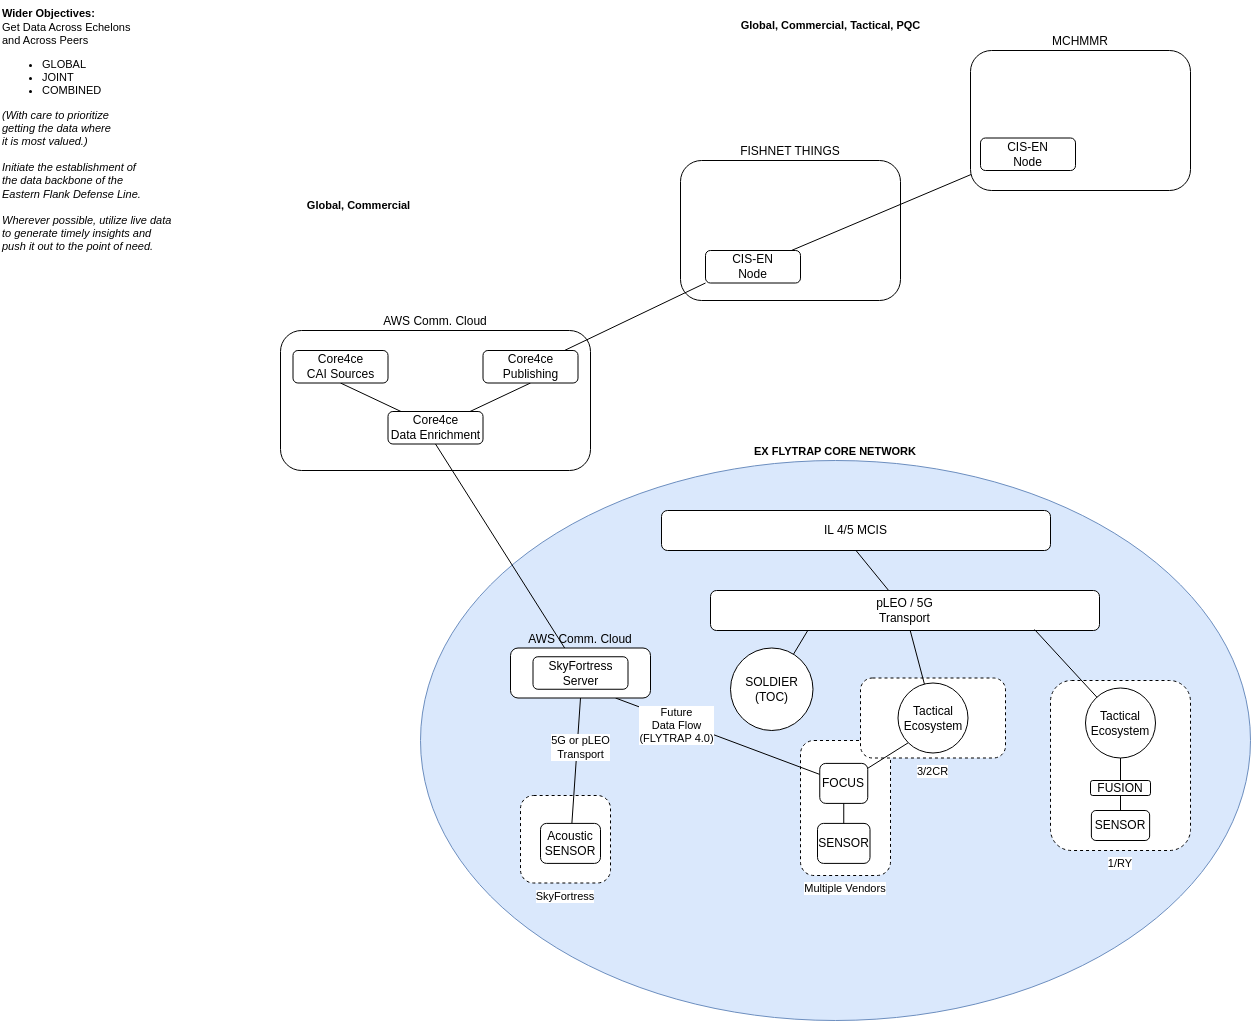 Wider Objectives:
Get Data Across Echelons
and Across Peers
• GLOBAL
• JOINT
• COMBINED
(With care to prioritize
getting the data where
it is most valued.)
Initiate the establishment of
the data backbone of the
Eastern Flank Defense Line.
Wherever possible, utilize live data
to generate timely insights and
push it out to the point of need.
Global, Commercial, Tactical, PQC
MCHMMR
CIS-EN
Node
FISHNET THINGS
CIS-EN
Node
Global, Commercial
AWS Comm. Cloud
Core4ce
CAI Sources
Core4ce
Publishing
Core4ce
Data Enrichment
EX FLYTRAP CORE NETWORK
IL 4/5 MCIS
pLEO / 5G
Transport
AWS Comm. Cloud
SkyFortress
Server
SOLDIER
(TOC)
Tactical
Ecosystem
3/2CR
Tactical
Ecosystem
FUSION
SENSOR
1/RY
Future
Data Flow
(FLYTRAP 4.0)
5G or pLEO
Transport
FOCUS
SENSOR
Multiple Vendors
Acoustic
SENSOR
SkyFortress